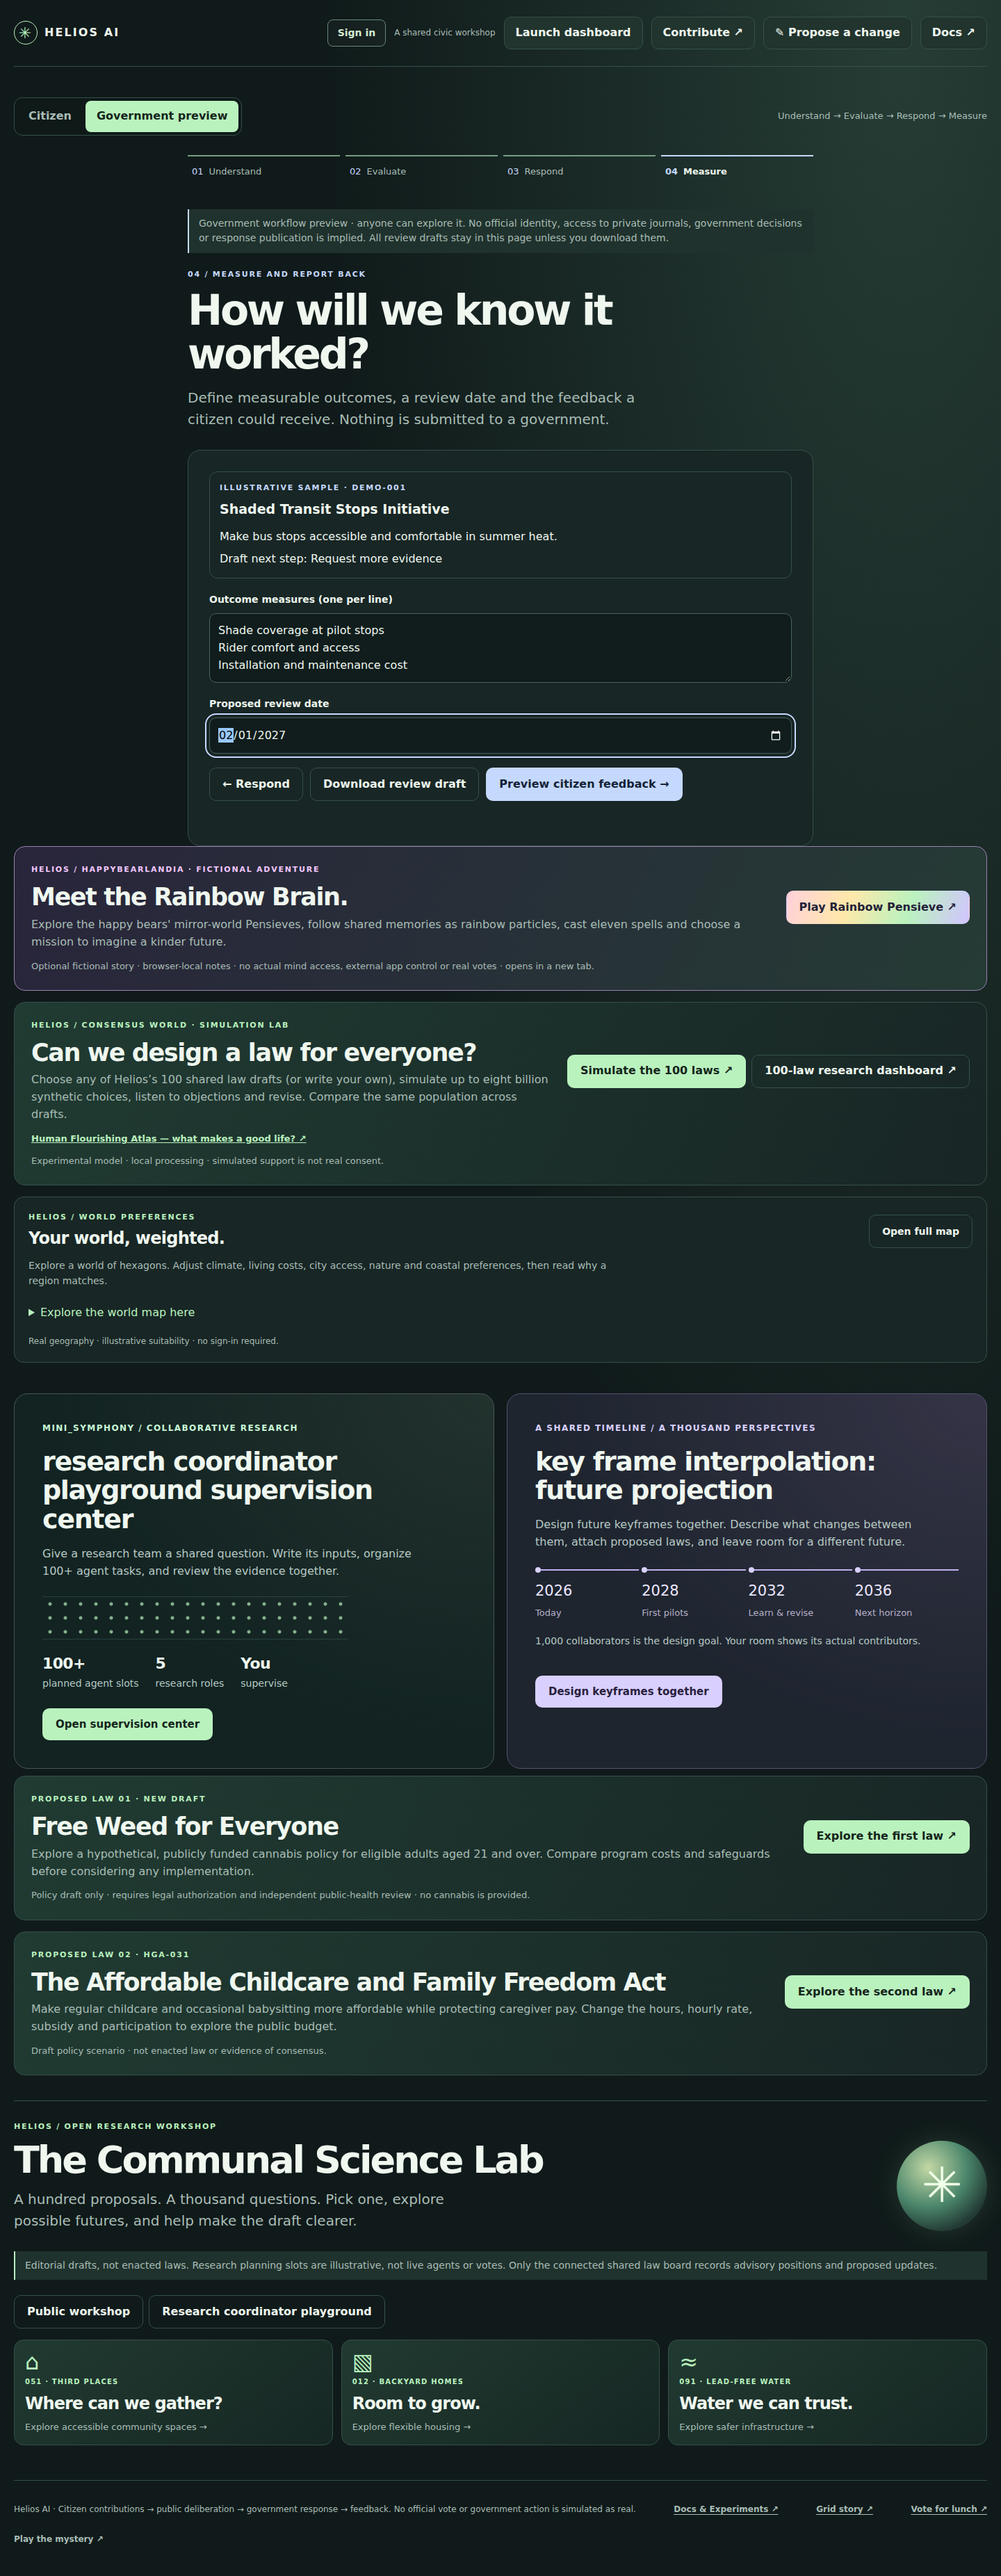 HELIOS AI
Sign in
A shared civic workshop
Launch dashboard
Contribute ↗
✎ Propose a change
Docs ↗
Citizen
Government preview
Understand → Evaluate → Respond → Measure
01 Understand
02 Evaluate
03 Respond
04 Measure
Government workflow preview · anyone can explore it. No official identity, access to private journals, government decisions
or response publication is implied. All review drafts stay in this page unless you download them.
04 / MEASURE AND REPORT BACK
How will we know it
worked?
Define measurable outcomes, a review date and the feedback a
citizen could receive. Nothing is submitted to a government.
ILLUSTRATIVE SAMPLE · DEMO-001
Shaded Transit Stops Initiative
Make bus stops accessible and comfortable in summer heat.
Draft next step: Request more evidence
Outcome measures (one per line)
Shade coverage at pilot stops
Rider comfort and access
Installation and maintenance cost
Proposed review date
02/01/2027
← Respond
Download review draft
Preview citizen feedback →
HELIOS / HAPPYBEARLANDIA · FICTIONAL ADVENTURE
Meet the Rainbow Brain.
Explore the happy bears' mirror-world Pensieves, follow shared memories as rainbow particles, cast eleven spells and choose a
mission to imagine a kinder future.
Optional fictional story · browser-local notes · no actual mind access, external app control or real votes · opens in a new tab.
Play Rainbow Pensieve ↗
HELIOS / CONSENSUS WORLD · SIMULATION LAB
Can we design a law for everyone?
Choose any of Helios’s 100 shared law drafts (or write your own), simulate up to eight billion
synthetic choices, listen to objections and revise. Compare the same population across
drafts.
Human Flourishing Atlas — what makes a good life? ↗
Experimental model · local processing · simulated support is not real consent.
Simulate the 100 laws ↗
100-law research dashboard ↗
HELIOS / WORLD PREFERENCES
Your world, weighted.
Explore a world of hexagons. Adjust climate, living costs, city access, nature and coastal preferences, then read why a
region matches.
▶ Explore the world map here
Real geography · illustrative suitability · no sign-in required.
Open full map
MINI_SYMPHONY / COLLABORATIVE RESEARCH
research coordinator
playground supervision
center
Give a research team a shared question. Write its inputs, organize
100+ agent tasks, and review the evidence together.
100+
planned agent slots
5
research roles
You
supervise
Open supervision center
A SHARED TIMELINE / A THOUSAND PERSPECTIVES
key frame interpolation:
future projection
Design future keyframes together. Describe what changes between
them, attach proposed laws, and leave room for a different future.
2026
Today
2028
First pilots
2032
Learn & revise
2036
Next horizon
1,000 collaborators is the design goal. Your room shows its actual contributors.
Design keyframes together
PROPOSED LAW 01 · NEW DRAFT
Free Weed for Everyone
Explore a hypothetical, publicly funded cannabis policy for eligible adults aged 21 and over. Compare program costs and safeguards
before considering any implementation.
Policy draft only · requires legal authorization and independent public-health review · no cannabis is provided.
Explore the first law ↗
PROPOSED LAW 02 · HGA-031
The Affordable Childcare and Family Freedom Act
Make regular childcare and occasional babysitting more affordable while protecting caregiver pay. Change the hours, hourly rate,
subsidy and participation to explore the public budget.
Draft policy scenario · not enacted law or evidence of consensus.
Explore the second law ↗
HELIOS / OPEN RESEARCH WORKSHOP
The Communal Science Lab
A hundred proposals. A thousand questions. Pick one, explore
possible futures, and help make the draft clearer.
Editorial drafts, not enacted laws. Research planning slots are illustrative, not live agents or votes. Only the connected shared law board records advisory positions and proposed updates.
Public workshop
Research coordinator playground
051 · THIRD PLACES
Where can we gather?
Explore accessible community spaces →
012 · BACKYARD HOMES
Room to grow.
Explore flexible housing →
091 · LEAD-FREE WATER
Water we can trust.
Explore safer infrastructure →
Helios AI · Citizen contributions → public deliberation → government response → feedback. No official vote or government action is simulated as real.
Docs & Experiments ↗
Grid story ↗
Vote for lunch ↗
Play the mystery ↗